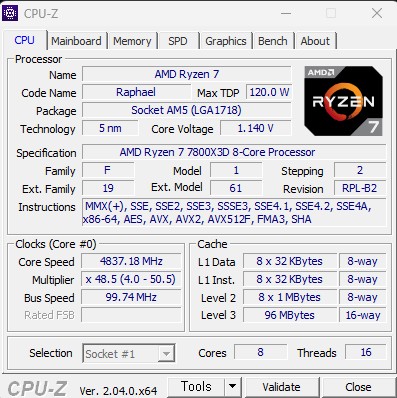 CPU-Z
CPU Mainboard Memory SPD Graphics Bench About
Processor
Name AMD Ryzen 7
Code Name Raphael Max TDP 120.0 W
Package Socket AM5 (LGA1718)
Technology 5 nm Core Voltage 1.140 V
AMD
RYZEN
7
Specification AMD Ryzen 7 7800X3D 8-Core Processor
Family F Model 1 Stepping 2
Ext. Family 19 Ext. Model 61 Revision RPL-B2
Instructions MMX(+), SSE, SSE2, SSE3, SSSE3, SSE4.1, SSE4.2, SSE4A,
x86-64, AES, AVX, AVX2, AVX512F, FMA3, SHA
Clocks (Core #0)
Core Speed 4837.18 MHz
Multiplier x 48.5 (4.0 - 50.5)
Bus Speed 99.74 MHz
Rated FSB
Cache
L1 Data 8 x 32 KBytes 8-way
L1 Inst. 8 x 32 KBytes 8-way
Level 2 8 x 1 MBytes 8-way
Level 3 96 MBytes 16-way
Selection Socket #1 Cores 8 Threads 16
CPU-Z Ver. 2.04.0.x64 Tools Validate Close